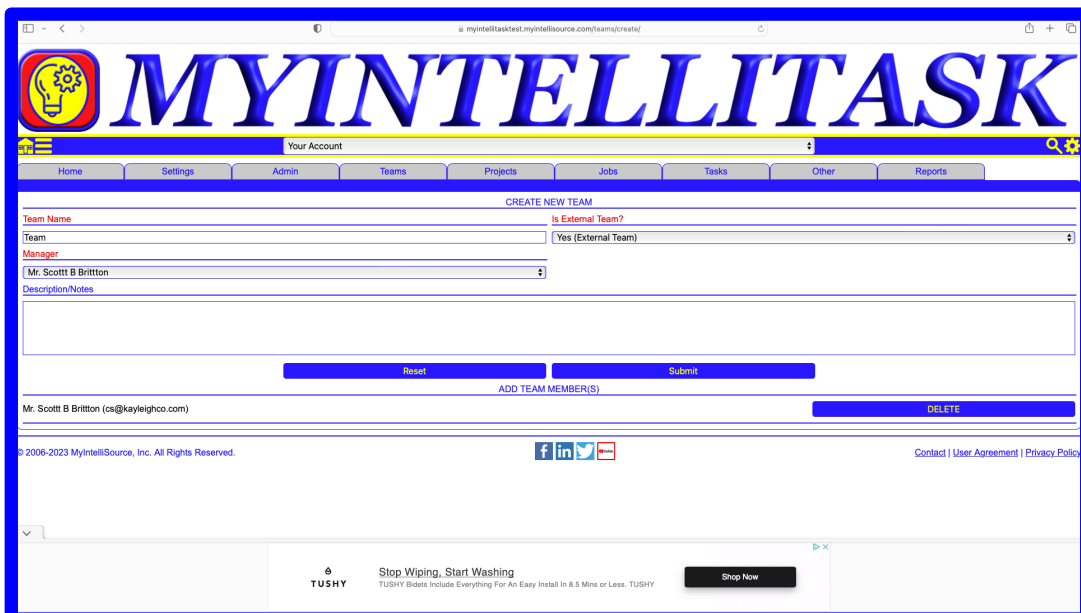 myintellitasktest.myintellisource.com/teams/create/
MYINTELLITASK
Your Account
Home Settings Admin Teams Projects Jobs Tasks Other Reports
CREATE NEW TEAM
Team Name Is External Team?
Team Yes (External Team)
Manager
Mr. Scottt B Brittton
Description/Notes
Reset Submit
ADD TEAM MEMBER(S)
Mr. Scottt B Brittton (cs@kayleighco.com) DELETE
© 2006-2023 MyIntelliSource, Inc. All Rights Reserved. f in Contact | User Agreement | Privacy Policy
Stop Wiping, Start Washing
TUSHY TUSHY Bidets Include Everything For An Easy Install In 8.5 Mins or Less. TUSHY Shop Now